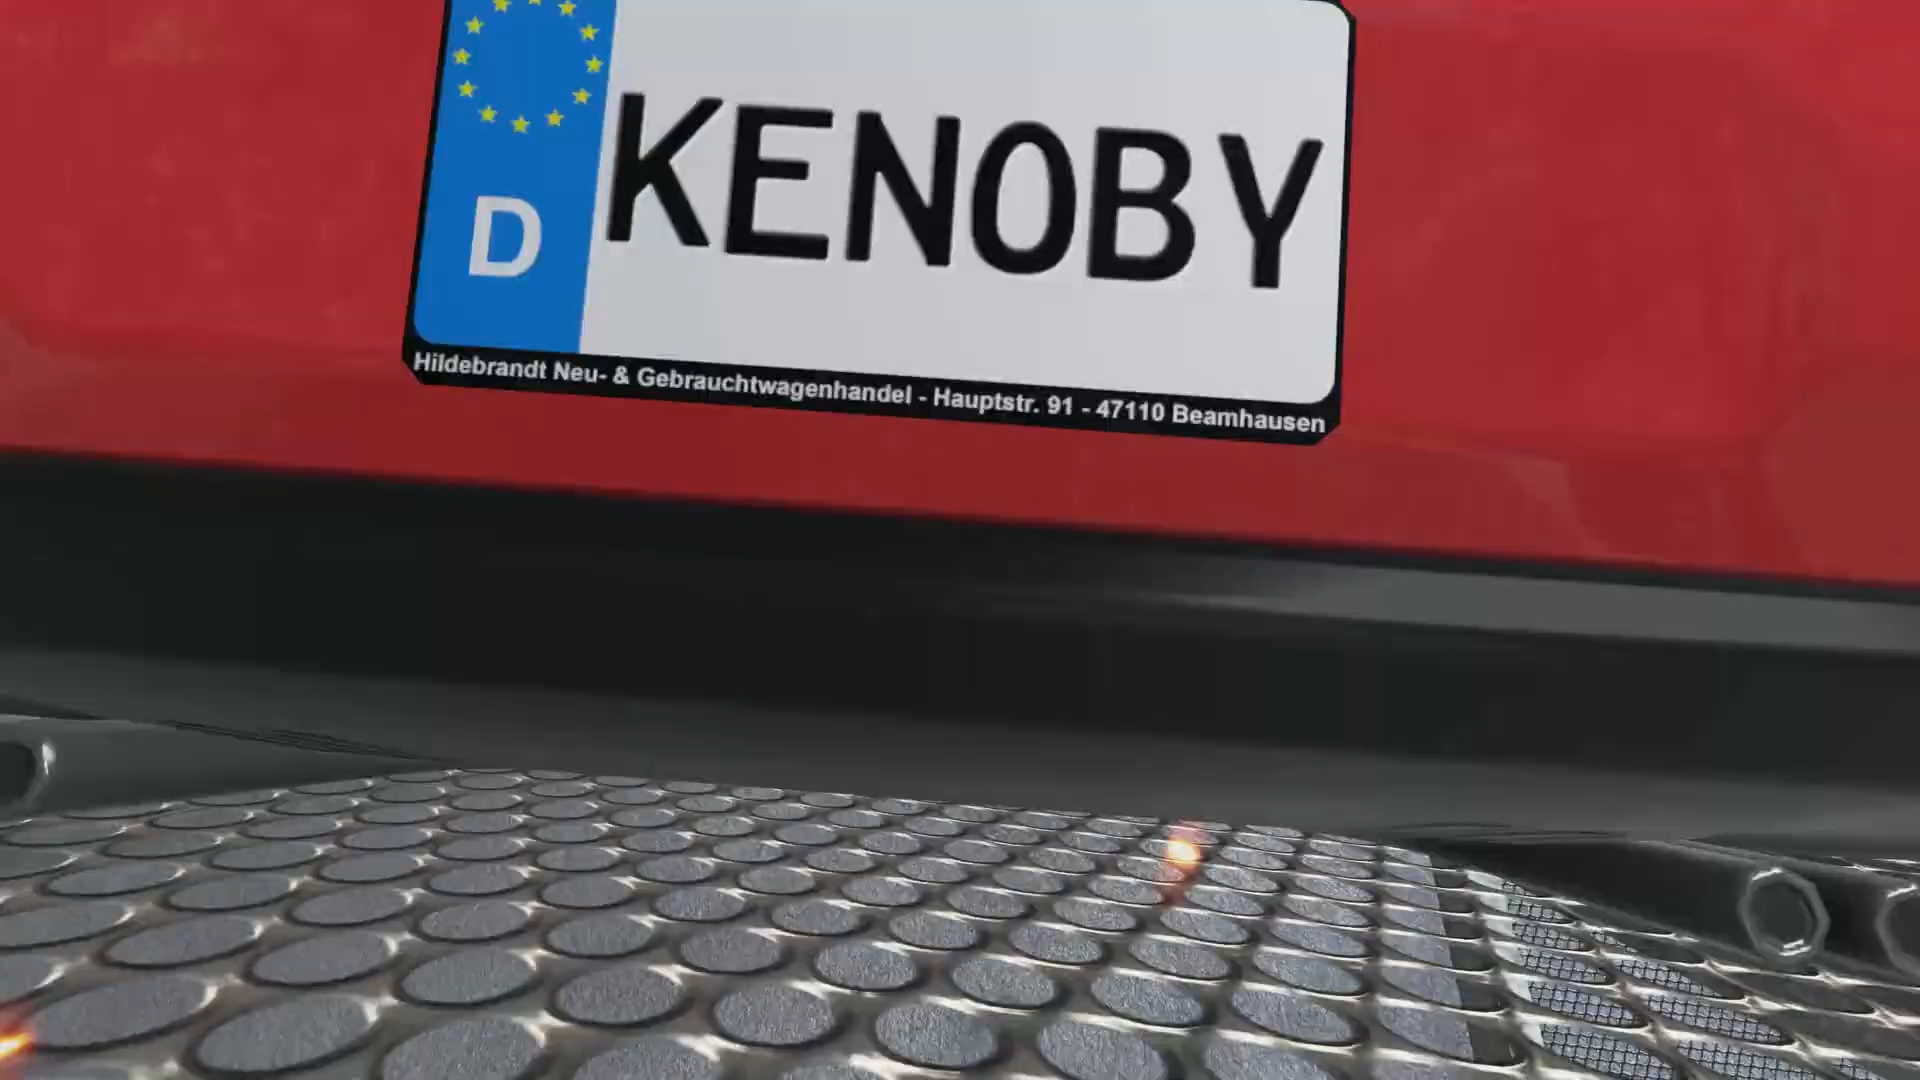 KENOBY
D
Hildebrandt Neu- & Gebrauchtwagenhandel - Hauptstr. 91 - 47110 Beamhausen